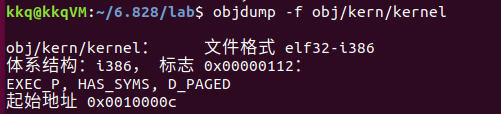 kkq@kkqVM:~/6.828/lab$ objdump -f obj/kern/kernel
obj/kern/kernel：     文件格式 elf32-i386
体系结构：i386， 标志 0x00000112：
EXEC_P, HAS_SYMS, D_PAGED
起始地址 0x0010000c